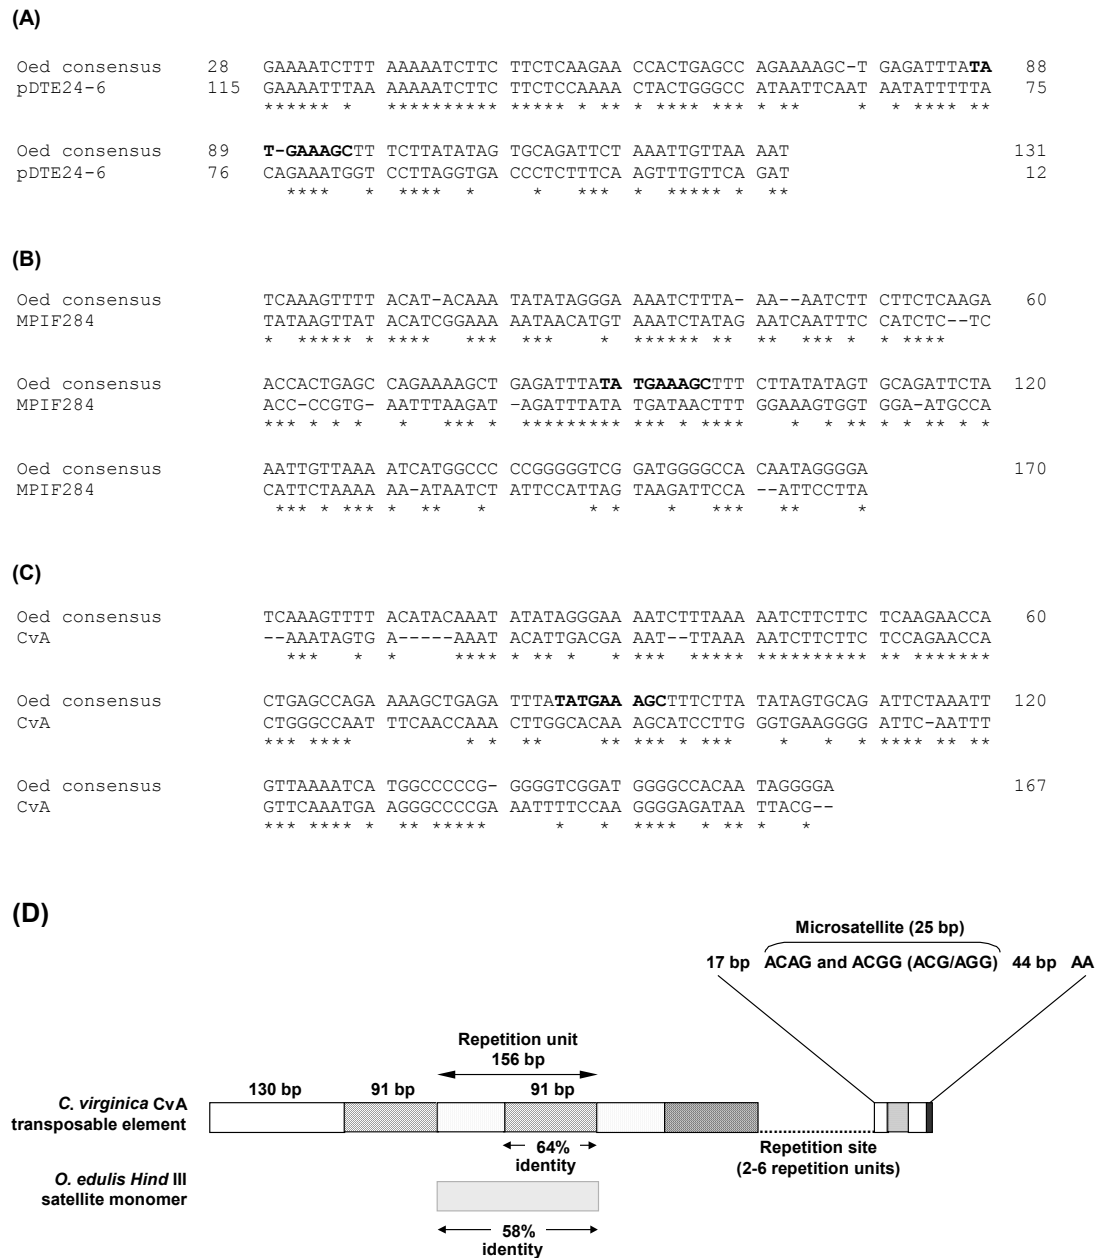 (A)
Oed consensus 28 GAAAATCTTT AAAAATCTTC TTCTCAAGAA CCACTGAGCC AGAAAAGC-T GAGATTTATA 88
pDTE24-6 115 GAAAATTTAA AAAAATCTTC TTCTCCAAAA CTACTGGGCC ATAATTCAAT AATATTTTTA 75
****** * ********** ***** * ** * **** *** * ** ** * * * **** **
Oed consensus 89 T-GAAAGCTT TCTTATATAG TGCAGATTCT AAATTGTTAA AAT 131
pDTE24-6 76 CAGAAATGGT CCTTAGGTGA CCCTCTTTCA AGTTTGTTCA GAT 12
**** * **** * * *** * ***** * **
(B)
Oed consensus TCAAAGTTTT ACAT-ACAAA TATATAGGGA AAATCTTTA- AA--AATCTT CTTCTCAAGA 60
MPIF284 TATAAGTTAT ACATCGGAAA AATAACATGT AAATCTATAG AATCAATTTC CATCTC--TC
* ***** * **** *** *** * ***** ** ** *** * * ****
Oed consensus ACCACTGAGC CAGAAAAGCT GAGATTTATA TGAAAGCTTT CTTATATAGT GCAGATTCTA 120
MPIF284 ACC-CCGTG- AATTTAAGAT -AGATTTATA TGATAACTTT GGAAAGTGGT GGA-ATGCCA
*** * * * * *** * ********* *** * **** * * ** * * ** * *
Oed consensus AATTGTTAAA AATCATGGCCC CCGGGGGTCG GATGGGGCCA CAATAGGGGA 170
MPIF284 CATTCTAAAA AA-ATAATCT ATTCCATTAG TAAGATTCCA --ATTCCTTA
*** * *** * ** * * * * *** ** *
(C)
Oed consensus TCAAAGTTTT ACATACAAAT ATATAGGGAA AATCTTTAAA AATCTTCTTC TCAAGAACCA 60
CvA --AAATAGTGA-----AAAT ACATTGACGA AAT--TTAAA AATCTTCTTC TCCAGAACCA
*** * * **** * ** * * *** ***** ********** ** *******
Oed consensus CTGAGCCAGA AAAGCTGAGA TTTATATGAA AGCTTTCTTA TATAGTGCAG ATTCTAAATT 120
CvA CTGGGCCAAT TTCAACCAAA CTTGGCACAA AGCATCCTTG GGTGAAGGGG ATTC-AATTT
*** **** * * ** ** *** * *** * * * **** ** **
Oed consensus GTTAAAATCA TGGCCCCCG- GGGGTCGGAT GGGGCCACAA TAGGGGA 167
CvA GTTCAAATGAA AGGGCCCCGA AATTTTCCAA GGGGAGATAA TTACG--
*** **** * ** ***** * * **** * ** * *
(D)
Microsatellite (25 bp)
17 bp ACAG and ACGG (ACG/AGG) 44 bp AA
Repetition unit
156 bp
130 bp 91 bp 91 bp
C. virginica CvA
transposable element
64%
identity
Repetition site
(2-6 repetition units)
O. edulis Hind III
satellite monomer
58%
identity